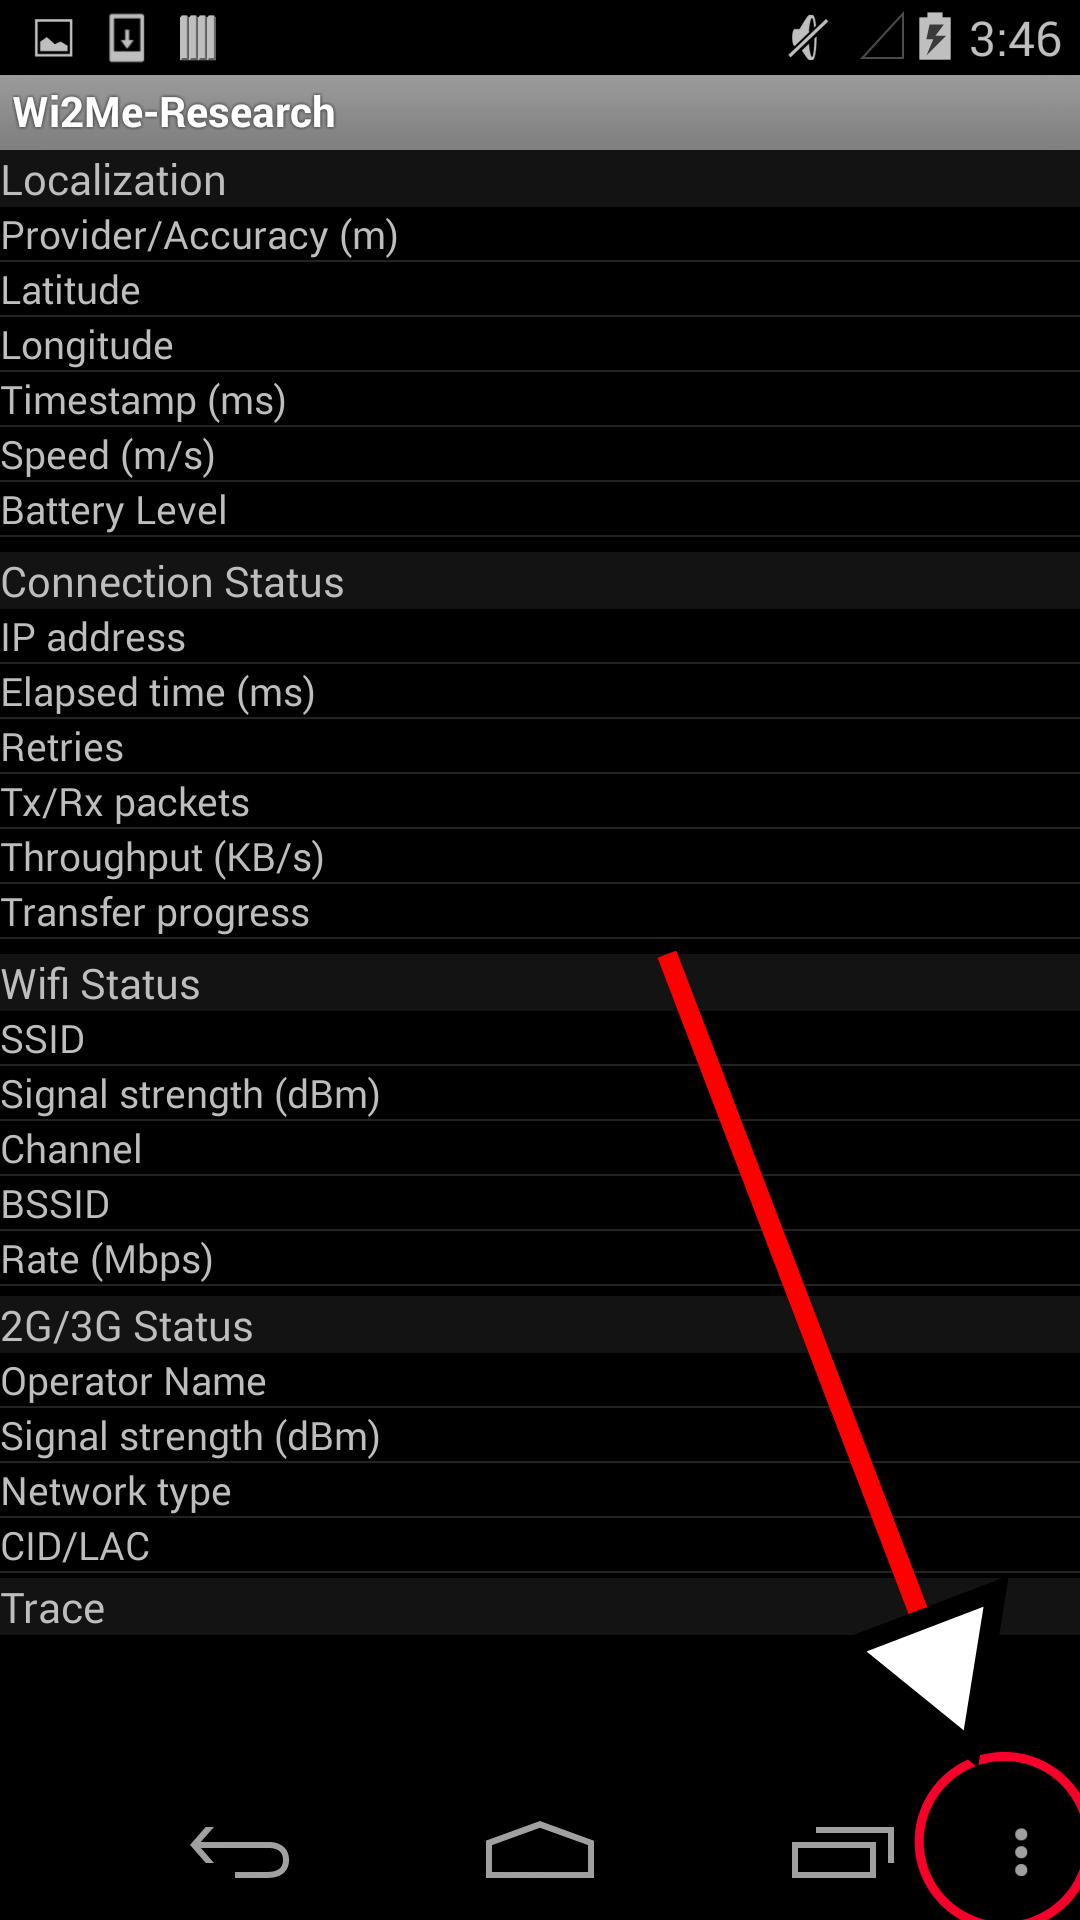 3:46
Wi2Me-Research
Localization
Provider/Accuracy (m)
Latitude
Longitude
Timestamp (ms)
Speed (m/s)
Battery Level
Connection Status
IP address
Elapsed time (ms)
Retries
Tx/Rx packets
Throughput (KB/s)
Transfer progress
Wifi Status
SSID
Signal strength (dBm)
Channel
BSSID
Rate (Mbps)
2G/3G Status
Operator Name
Signal strength (dBm)
Network type
CID/LAC
Trace